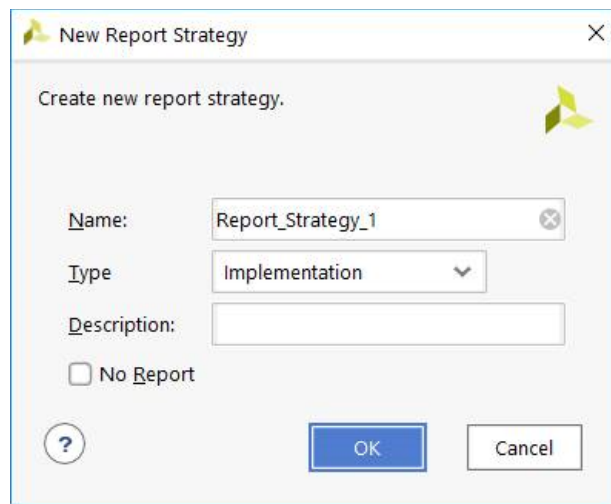 New Report Strategy
Create new report strategy.
Name: Report_Strategy_1
Type Implementation
Description:
No Report
? OK Cancel